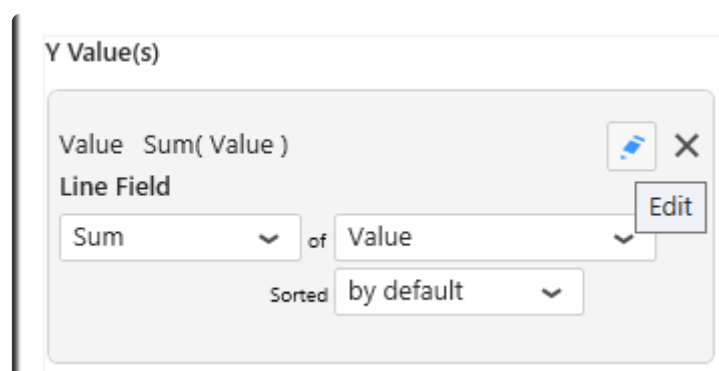 Y Value(s)
Value Sum( Value )
Line Field
Edit
Sum of Value
Sorted by default